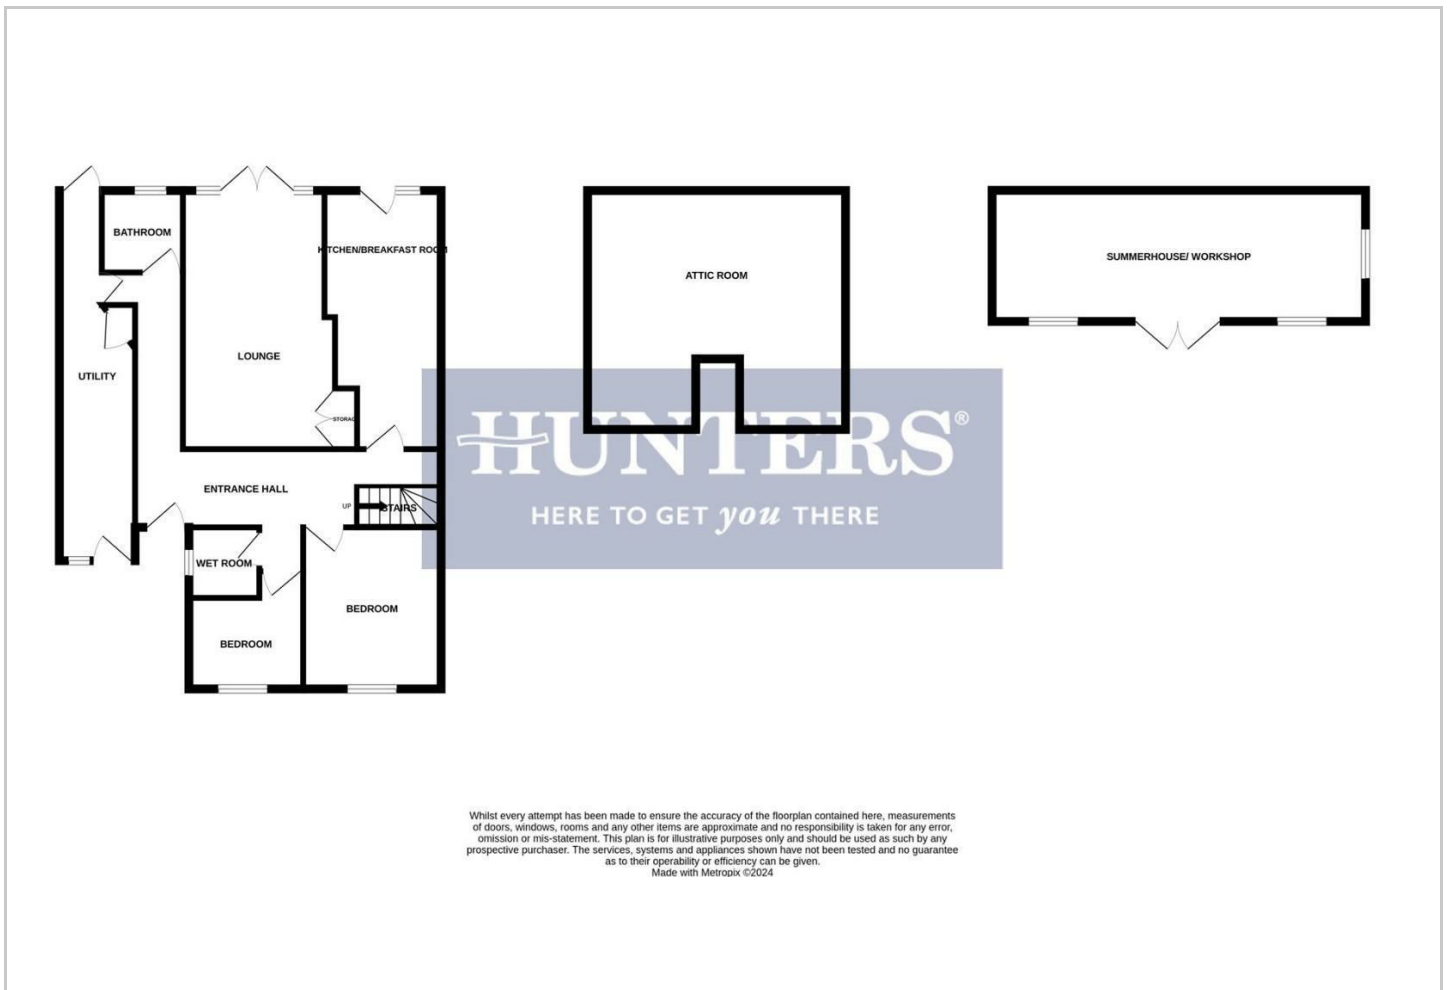 BATHROOM
KITCHEN/BREAKFAST ROOM
ATTIC ROOM
SUMMERHOUSE/ WORKSHOP
LOUNGE
UTILITY
STORAGE
ENTRANCE HALL
UP
STAIRS
WET ROOM
BEDROOM
BEDROOM
HUNTERS®
HERE TO GET you THERE
Whilst every attempt has been made to ensure the accuracy of the floorplan contained here, measurements
of doors, windows, rooms and any other items are approximate and no responsibility is taken for any error,
omission or mis-statement. This plan is for illustrative purposes only and should be used as such by any
prospective purchaser. The services, systems and appliances shown have not been tested and no guarantee
as to their operability or efficiency can be given.
Made with Metropix ©2024